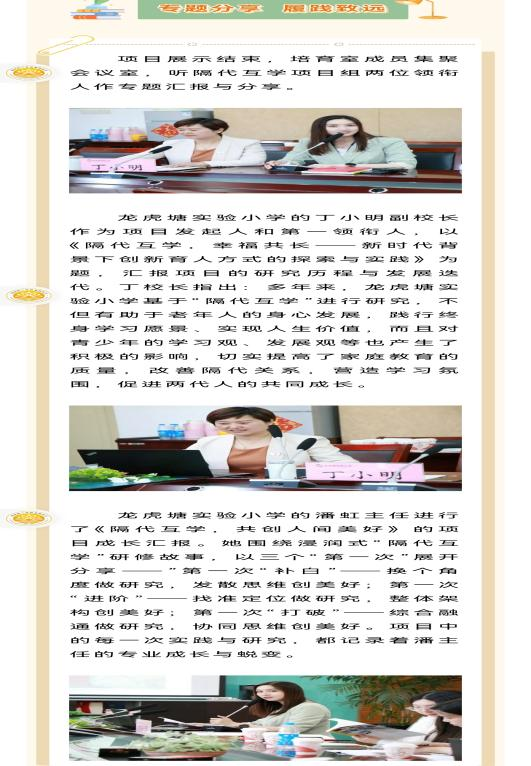 专题分享 履践致远
项目展示结束，培育室成员集聚
会议室，听隔代互学项目组两位领衔
人作专题汇报与分享。
丁小明
龙虎塘实验小学的丁小明副校长
作为项目发起人和第一领衔人，以
《隔代互学，幸福共长——新时代背
景下创新育人方式的探索与实践》为
题，汇报项目的研究历程与发展迭
代。丁校长指出：多年来，龙虎塘实
验小学基于“隔代互学”进行研究，不
但有助于老年人的身心发展，践行终
身学习愿景、实现人生价值，而且对
青少年的学习观、发展观等也产生了
积极的影响，切实提高了家庭教育的
质量，改善隔代关系，营造学习氛
围，促进两代人的共同成长。
丁小明
龙虎塘实验小学的潘虹主任进行
了《隔代互学，共创人间美好》的项
目成长汇报。她围绕浸润式“隔代互
学”研修故事，以三个“第一次”展开
分享——“第一次”补白”——换个角
度做研究，发散思维创美好；第一次
“进阶”——找准定位做研究，整体架
构创美好；第一次“打破”——综合融
通做研究，协同思维创美好。项目中
的每一次实践与研究，都记录着潘主
任的专业成长与蜕变。